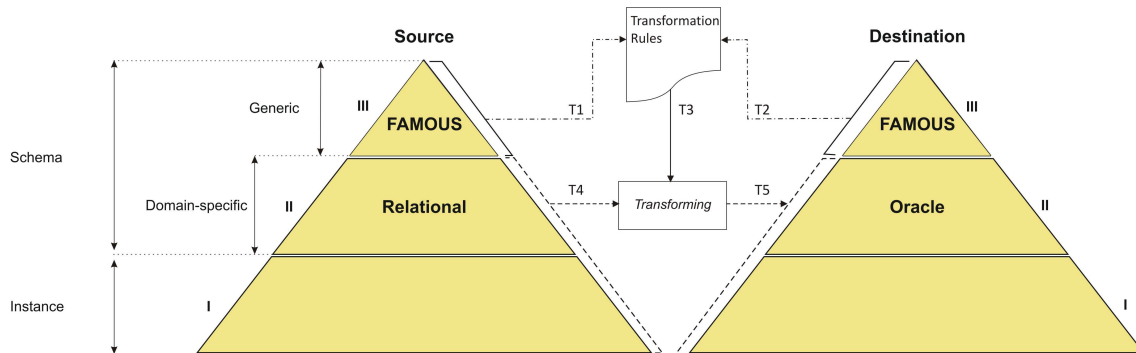 Transformation
Rules
Source
Destination
Generic
III
FAMOUS
T1
T3
T2
FAMOUS
III
Schema
Domain-specific
II
Relational
T4
Transforming
T5
Oracle
II
Instance
I
I